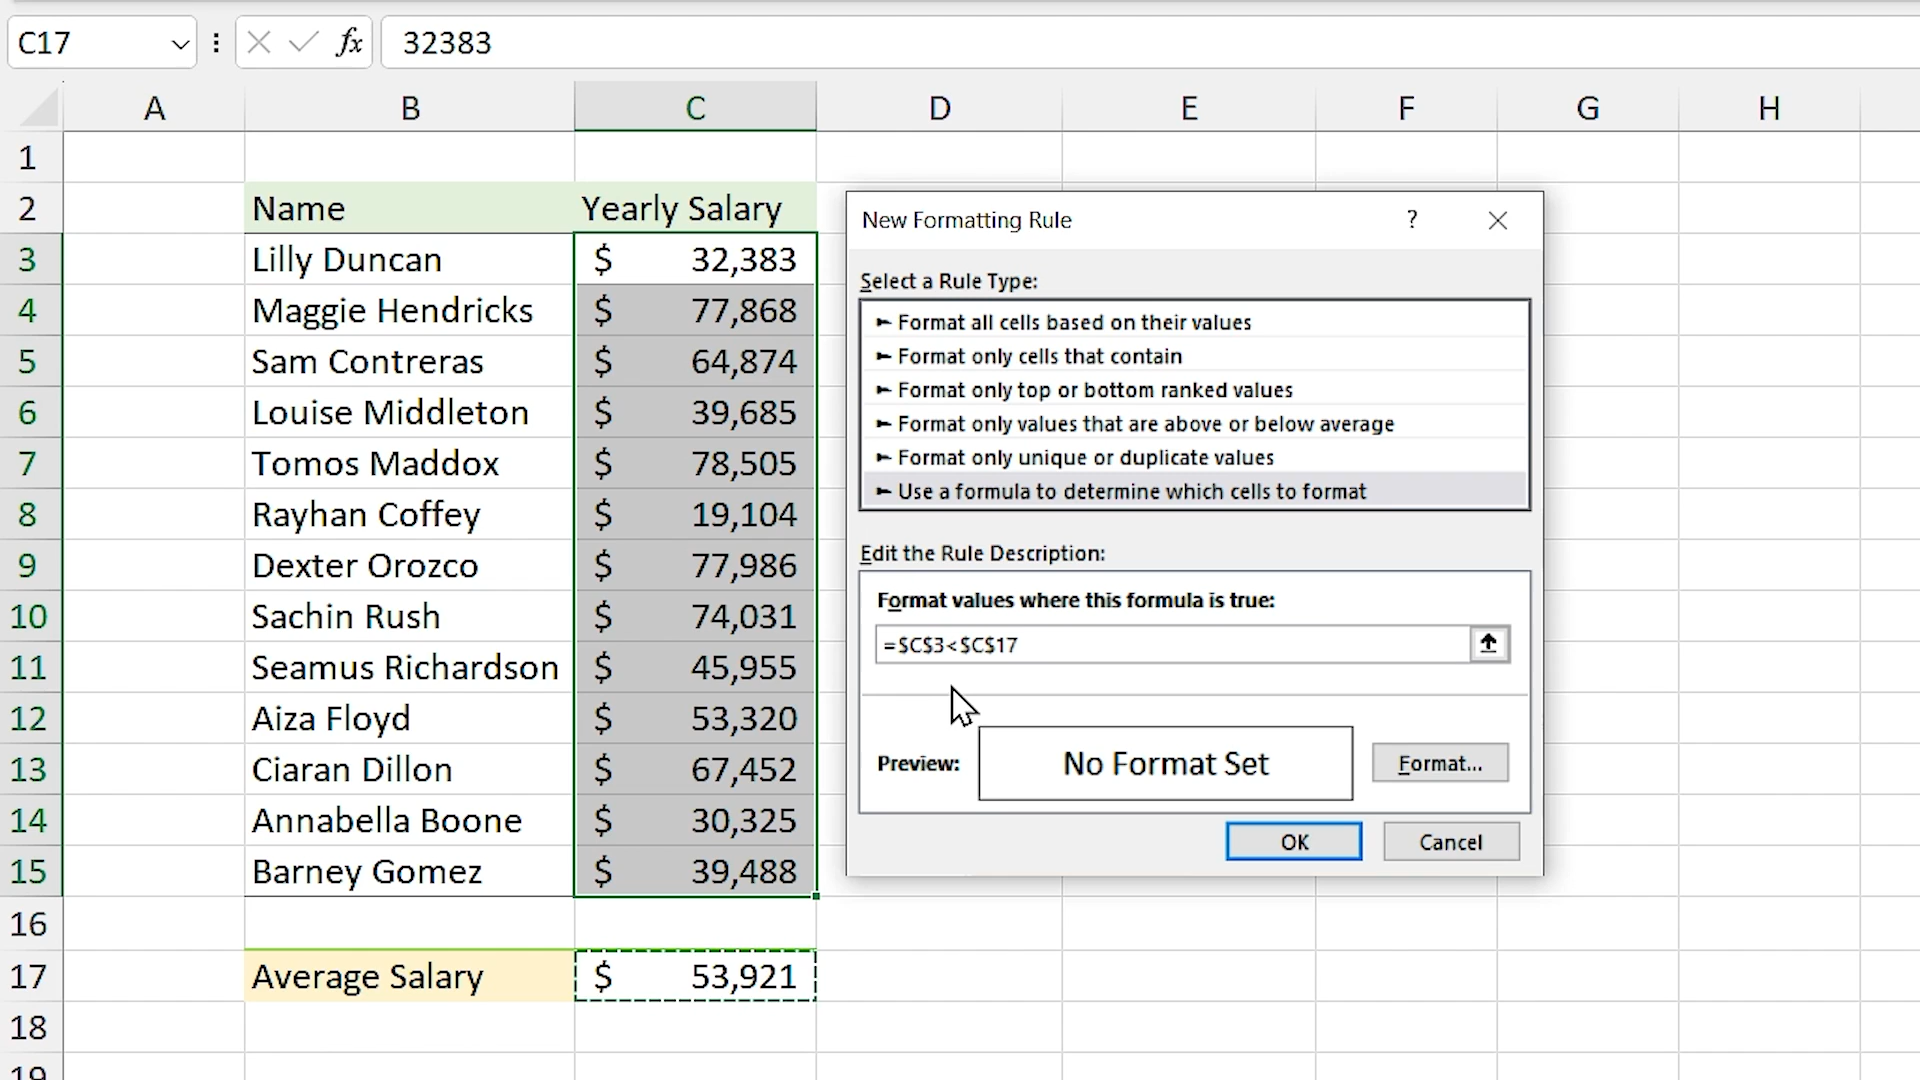 C17 fx 32383
A B C D E F G H
1
2 Name Yearly Salary
3 Lilly Duncan $ 32,383
4 Maggie Hendricks $ 77,868
5 Sam Contreras $ 64,874
6 Louise Middleton $ 39,685
7 Tomos Maddox $ 78,505
8 Rayhan Coffey $ 19,104
9 Dexter Orozco $ 77,986
10 Sachin Rush $ 74,031
11 Seamus Richardson $ 45,955
12 Aiza Floyd $ 53,320
13 Ciaran Dillon $ 67,452
14 Annabella Boone $ 30,325
15 Barney Gomez $ 39,488
16
17 Average Salary $ 53,921
18
19
New Formatting Rule ?
Select a Rule Type:
► Format all cells based on their values
► Format only cells that contain
► Format only top or bottom ranked values
► Format only values that are above or below average
► Format only unique or duplicate values
► Use a formula to determine which cells to format
Edit the Rule Description:
Format values where this formula is true:
=$C$3<$C$17
Preview: No Format Set Format...
OK Cancel